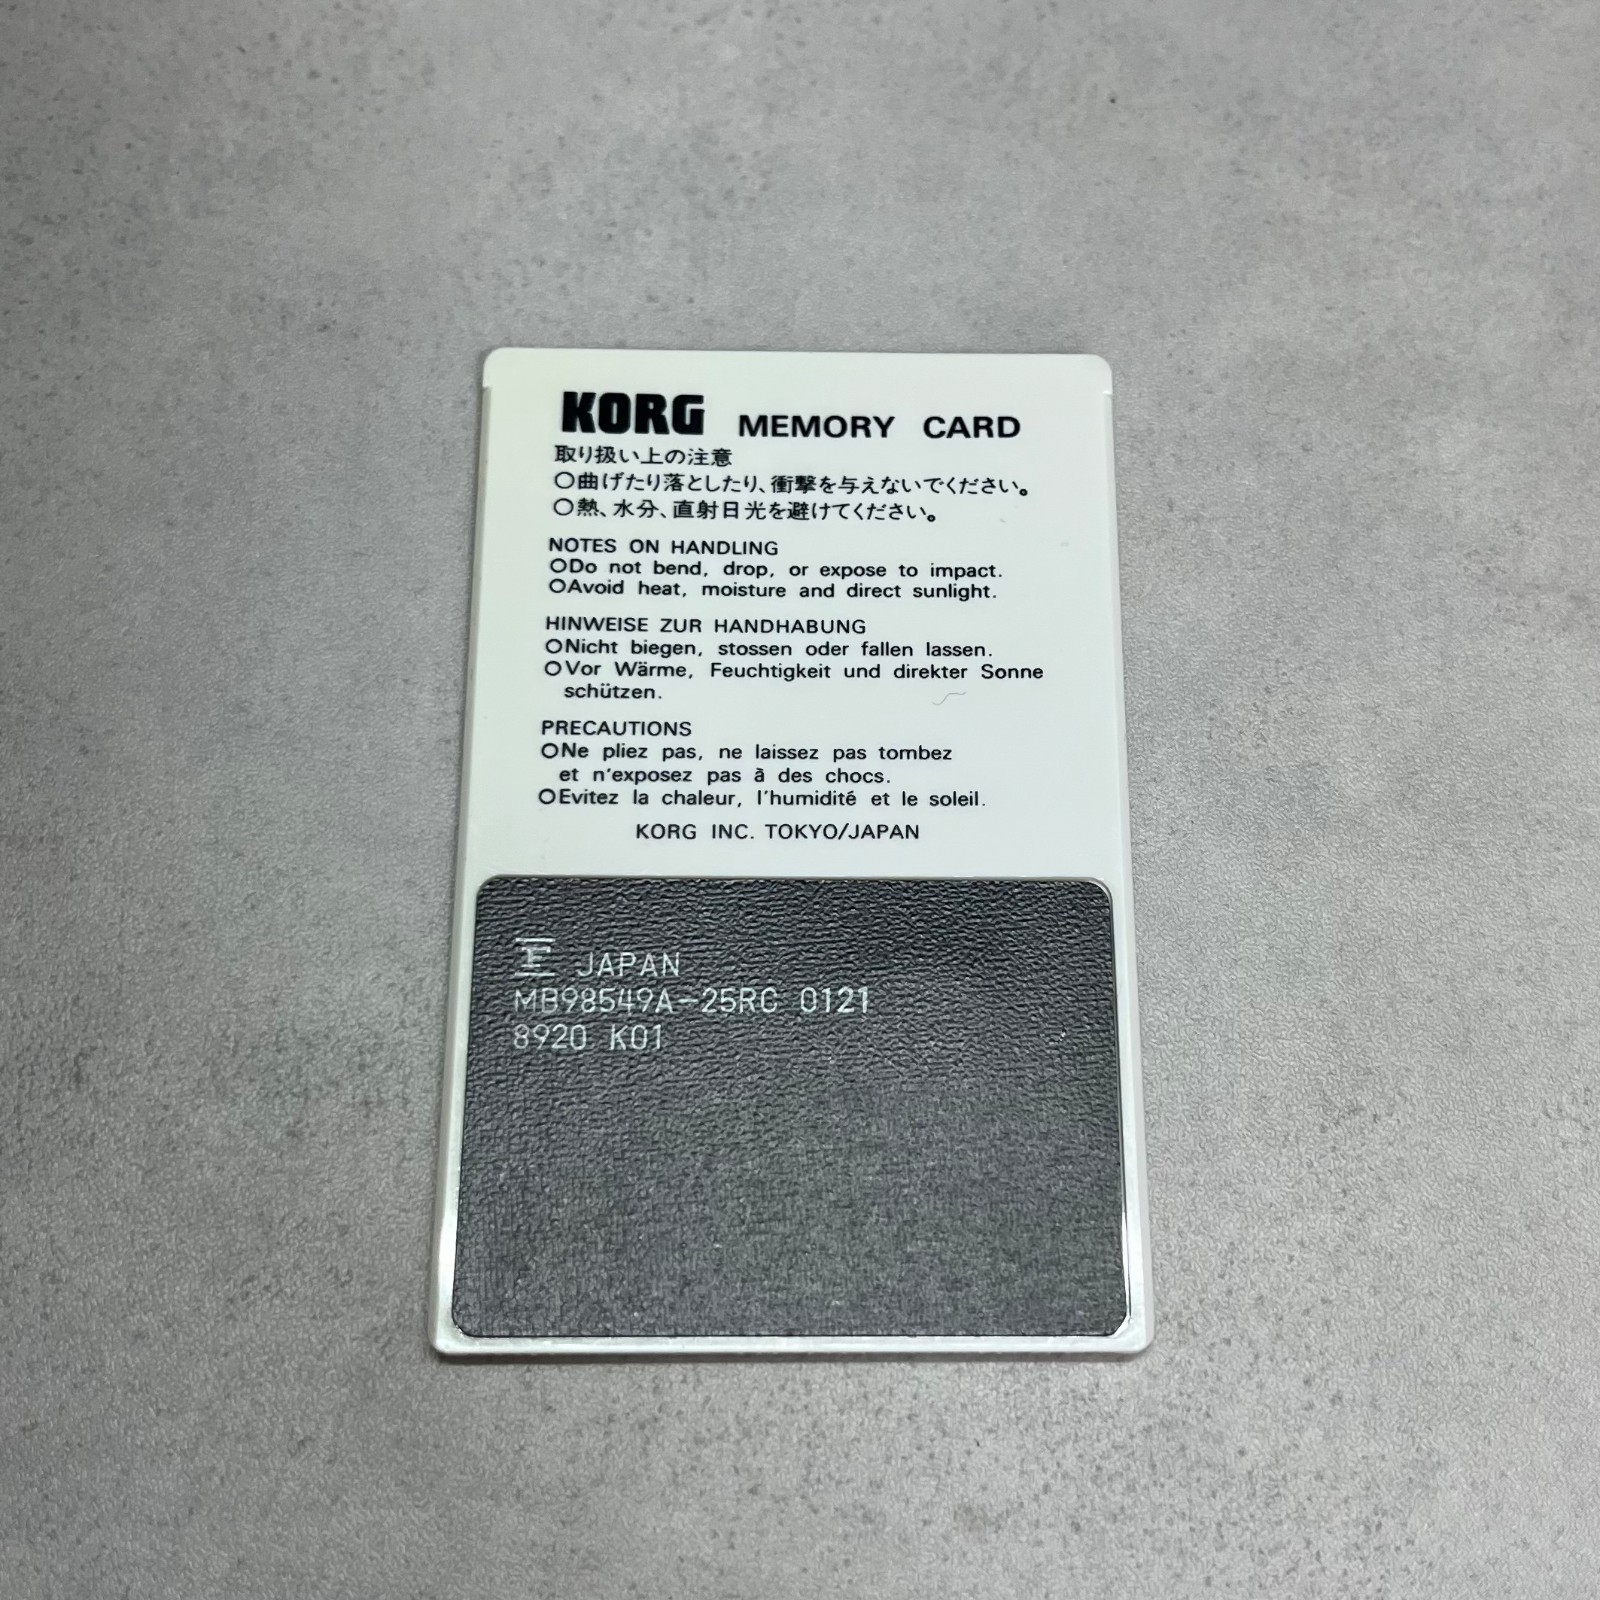 KORG MEMORY CARD
取り扱い上の注意
○曲げたり落としたり、衝撃を与えないでください。
○熱、水分、直射日光を避けてください。
NOTES ON HANDLING
○Do not bend, drop, or expose to impact.
○Avoid heat, moisture and direct sunlight.
HINWEISE ZUR HANDHABUNG
○Nicht biegen, stossen oder fallen lassen.
○Vor Wärme, Feuchtigkeit und direkter Sonne
schützen.
PRECAUTIONS
○Ne pliez pas, ne laissez pas tombez
et n'exposez pas à des chocs.
○Evitez la chaleur, l'humidité et le soleil.
KORG INC. TOKYO/JAPAN
F JAPAN
MB98549A-25RC 0121
8920 K01